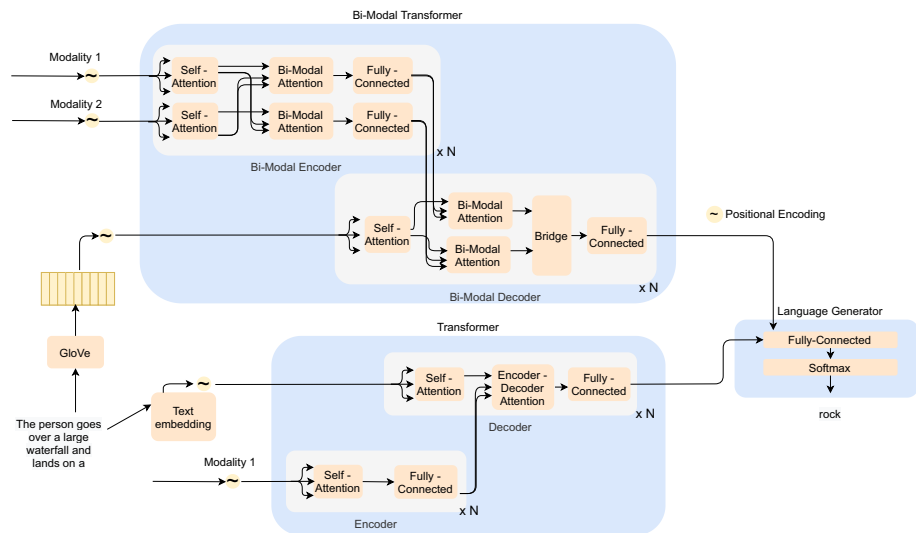 Bi-Modal Transformer
Modality 1
~
Self -
Attention
Bi-Modal
Attention
Fully -
Connected
Modality 2
~
Self -
Attention
Bi-Modal
Attention
Fully -
Connected
x N
Bi-Modal Encoder
~
Self -
Attention
Bi-Modal
Attention
Bi-Modal
Attention
Bridge
Fully -
Connected
x N
Bi-Modal Decoder
~ Positional Encoding
GloVe
The person goes
over a large
waterfall and
lands on a
Text
embedding
~
Transformer
Self -
Attention
Encoder -
Decoder
Attention
Fully -
Connected
x N
Decoder
Modality 1
~
Self -
Attention
Fully -
Connected
x N
Encoder
Language Generator
Fully-Connected
Softmax
rock